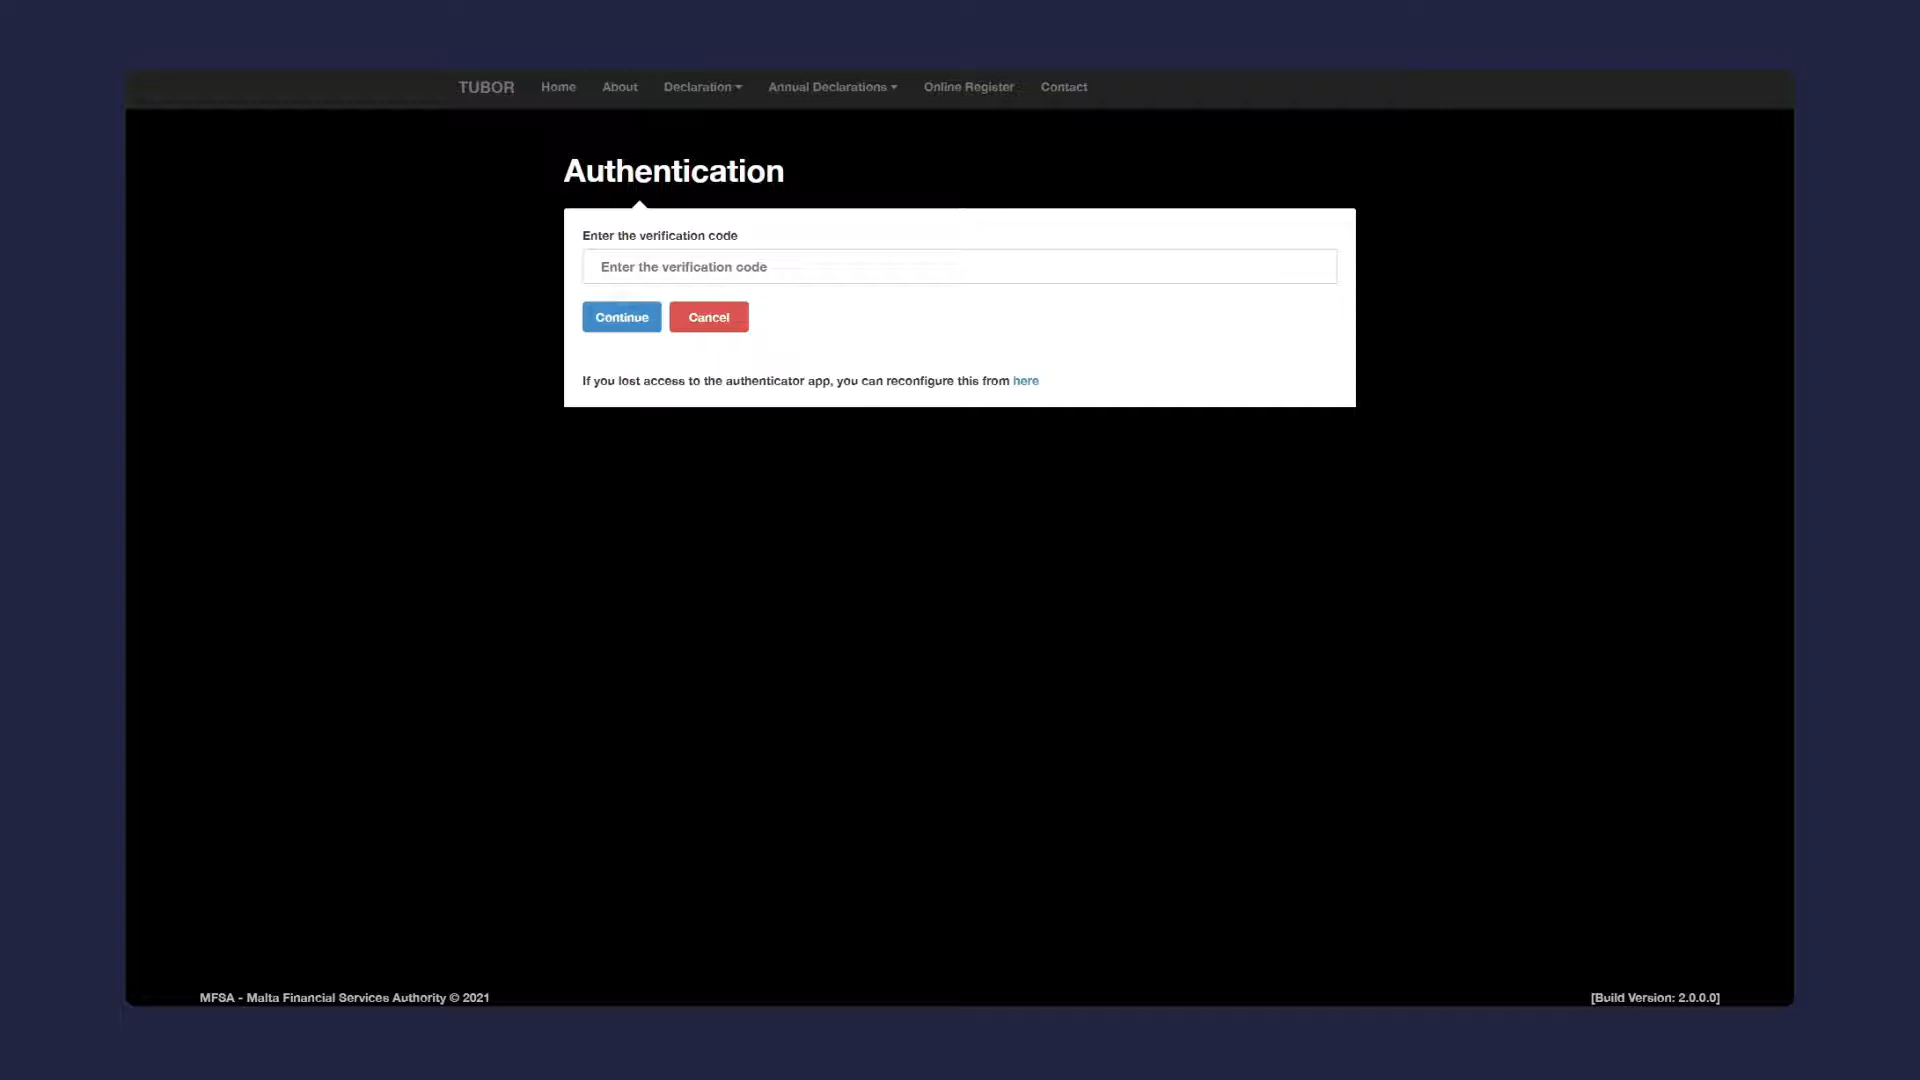 TUBOR Home About Declaration Annual Declarations Online Register Contact
Authentication
Enter the verification code
Enter the verification code
Continue Cancel
If you lost access to the authenticator app, you can reconfigure this from here
MFSA - Malta Financial Services Authority © 2021 [Build Version: 2.0.0.0]